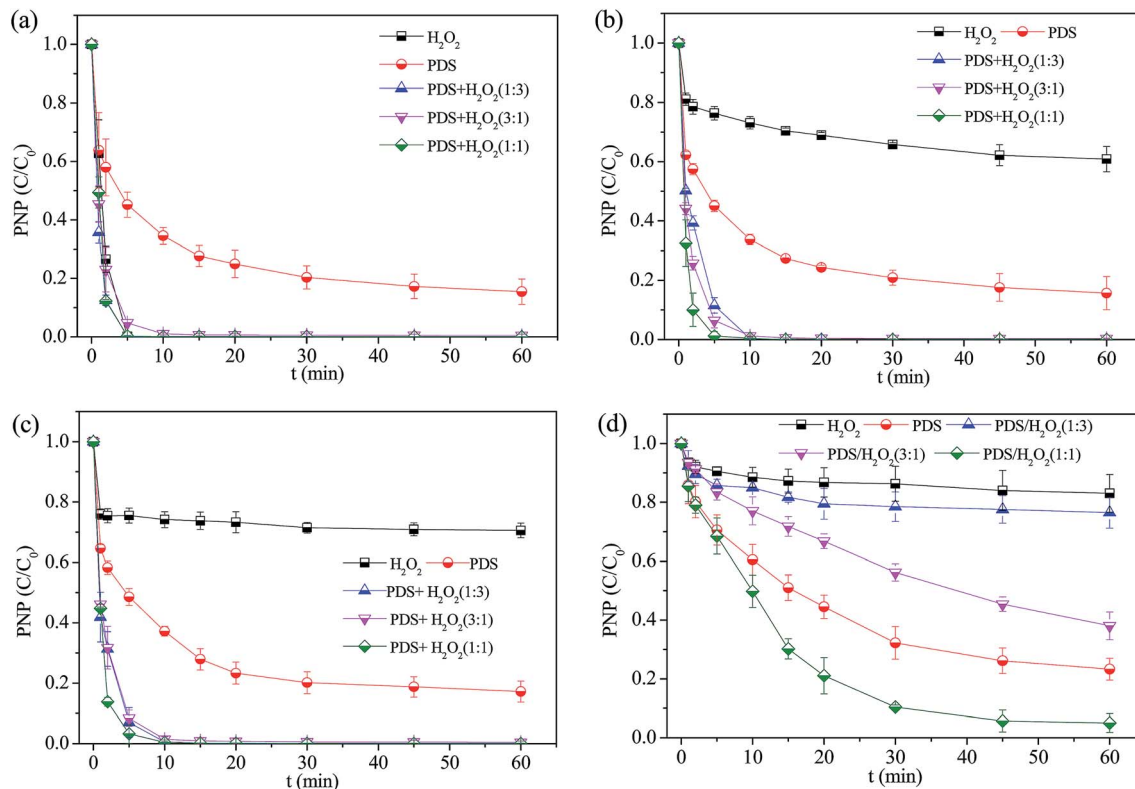 (a)
H₂O₂
PDS
PDS+H₂O₂(1:3)
PDS+H₂O₂(3:1)
PDS+H₂O₂(1:1)
PNP (C/C₀)
1.0
0.8
0.6
0.4
0.2
0.0
0 10 20 30 40 50 60
t (min)
(b)
H₂O₂ PDS
PDS+H₂O₂(1:3)
PDS+H₂O₂(3:1)
PDS+H₂O₂(1:1)
PNP (C/C₀)
1.0
0.8
0.6
0.4
0.2
0.0
0 10 20 30 40 50 60
t (min)
(c)
H₂O₂ PDS
PDS+ H₂O₂(1:3)
PDS+ H₂O₂(3:1)
PDS+ H₂O₂(1:1)
PNP (C/C₀)
1.0
0.8
0.6
0.4
0.2
0.0
0 10 20 30 40 50 60
t (min)
(d)
H₂O₂ PDS PDS/H₂O₂(1:3)
PDS/H₂O₂(3:1) PDS/H₂O₂(1:1)
PNP (C/C₀)
1.0
0.8
0.6
0.4
0.2
0.0
0 10 20 30 40 50 60
t (min)